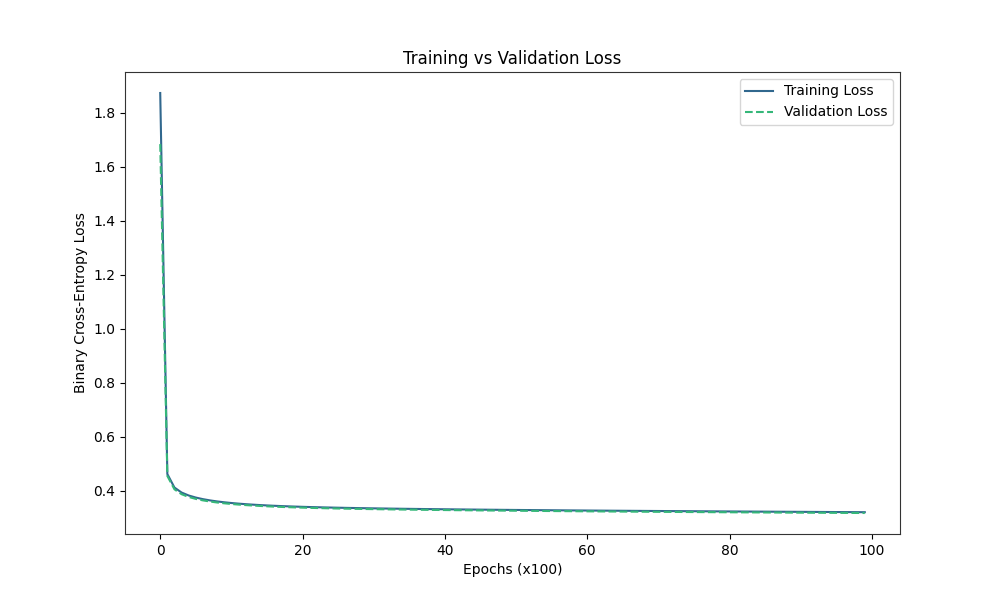 Training vs Validation Loss
Training Loss
Validation Loss
Binary Cross-Entropy Loss
1.8
1.6
1.4
1.2
1.0
0.8
0.6
0.4
0 20 40 60 80 100
Epochs (x100)